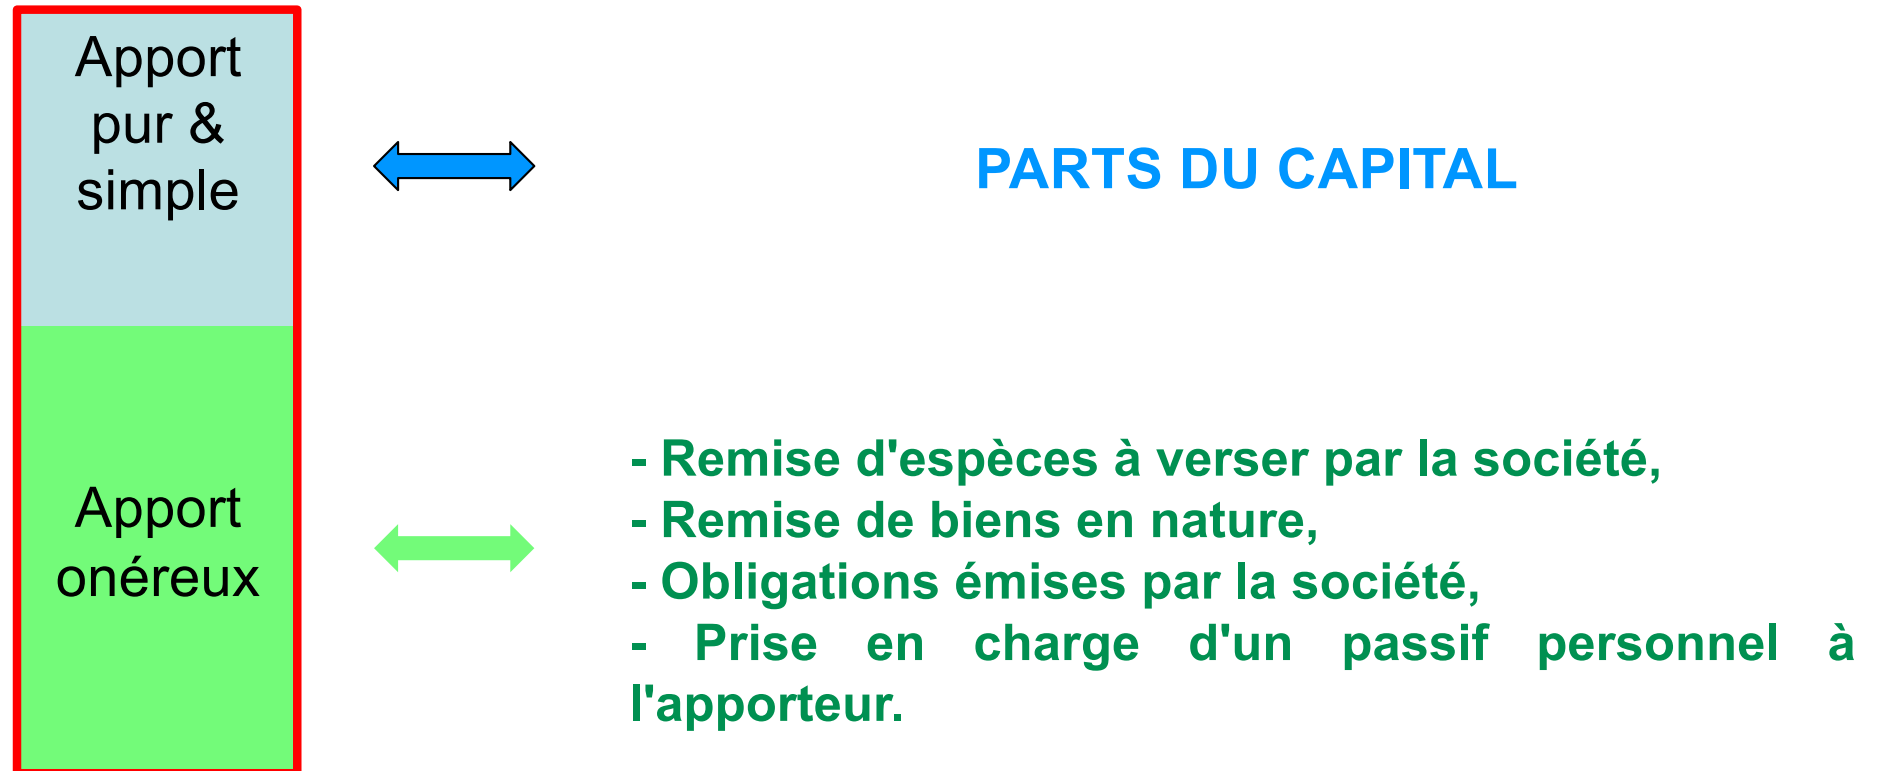 Apport
pur &
simple
PARTS DU CAPITAL
Apport
onéreux
- Remise d'espèces à verser par la société,
- Remise de biens en nature,
- Obligations émises par la société,
- Prise en charge d'un passif personnel à
l'apporteur.